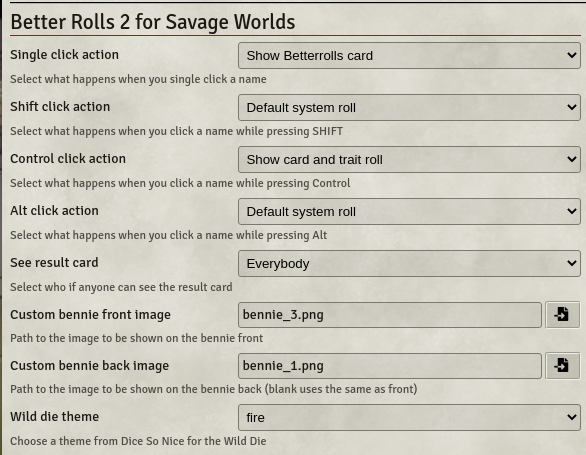 Better Rolls 2 for Savage Worlds
Single click action
Show Betterrolls card
Select what happens when you single click a name
Shift click action
Default system roll
Select what happens when you click a name while pressing SHIFT
Control click action
Show card and trait roll
Select what happens when you click a name while pressing Control
Alt click action
Default system roll
Select what happens when you click a name while pressing Alt
See result card
Everybody
Select who if anyone can see the result card
Custom bennie front image
bennie_3.png
Path to the image to be shown on the bennie front
Custom bennie back image
bennie_1.png
Path to the image to be shown on the bennie back (blank uses the same as front)
Wild die theme
fire
Choose a theme from Dice So Nice for the Wild Die